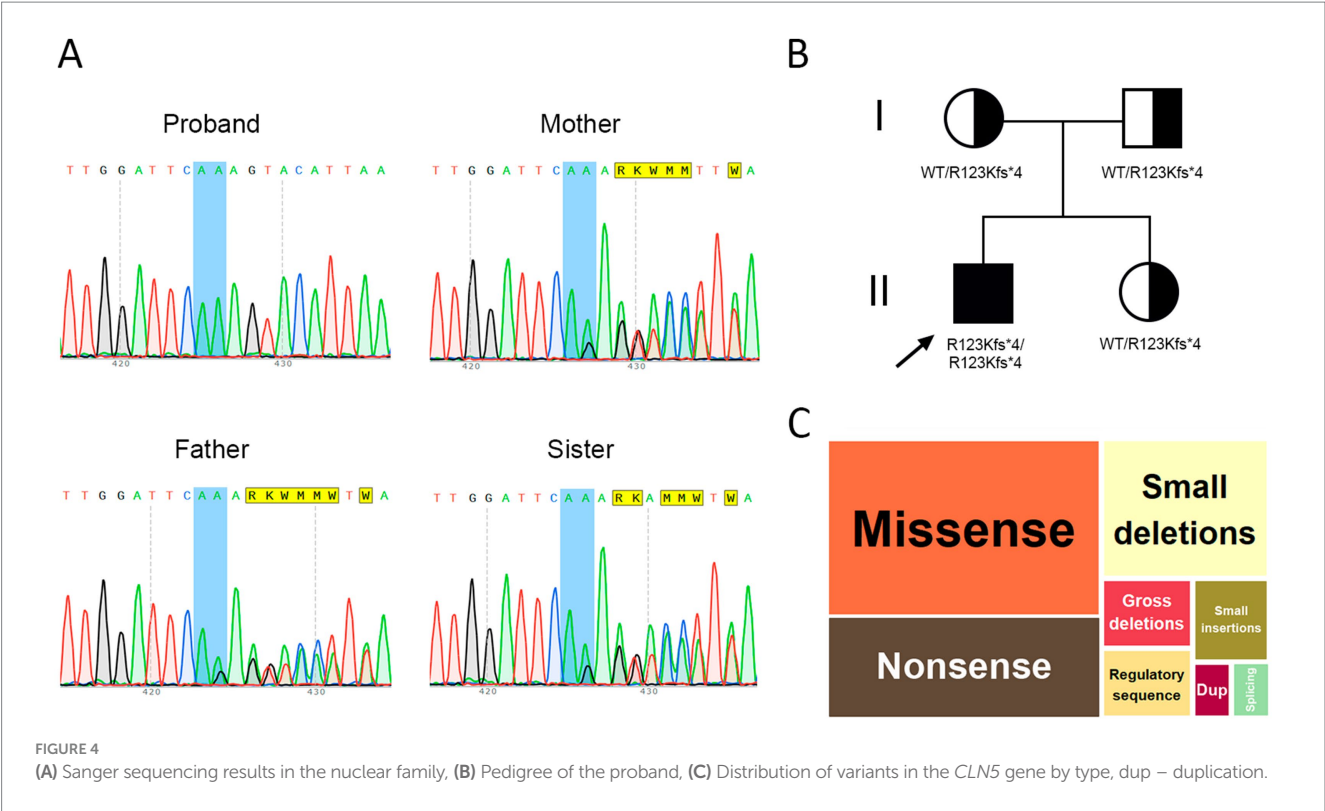 A
Proband
T T G G A T T C A A A G T A C A T T A A
420 430
Mother
T T G G A T T C A A A R K W M M T T W A
420 430
Father
T T G G A T T C A A A R K W M M W T W A
420 430
Sister
T T G G A T T C A A A R K A M M W T W A
420 430
B
I
WT/R123Kfs*4 WT/R123Kfs*4
II
R123Kfs*4/
R123Kfs*4
WT/R123Kfs*4
C
Missense
Nonsense
Small
deletions
Gross
deletions
Small
insertions
Regulatory
sequence
Dup
Splicing
FIGURE 4
(A) Sanger sequencing results in the nuclear family, (B) Pedigree of the proband, (C) Distribution of variants in the CLN5 gene by type, dup – duplication.